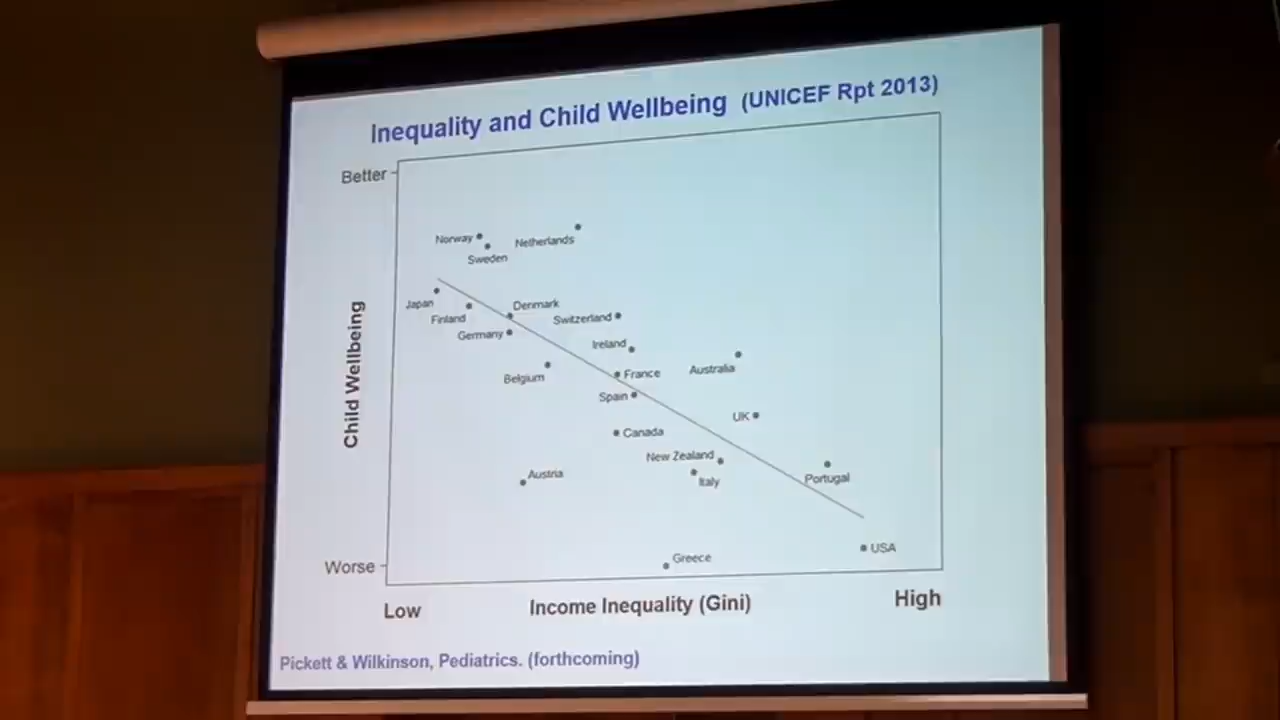 Inequality and Child Wellbeing (UNICEF Rpt 2013)
Better
Norway
Netherlands
Sweden
Japan
Denmark
Finland
Switzerland
Germany
Ireland
Belgium
France
Australia
Spain
UK
Canada
New Zealand
Austria
Italy
Portugal
USA
Greece
Child Wellbeing
Worse
Low
Income Inequality (Gini)
High
Pickett & Wilkinson, Pediatrics. (forthcoming)